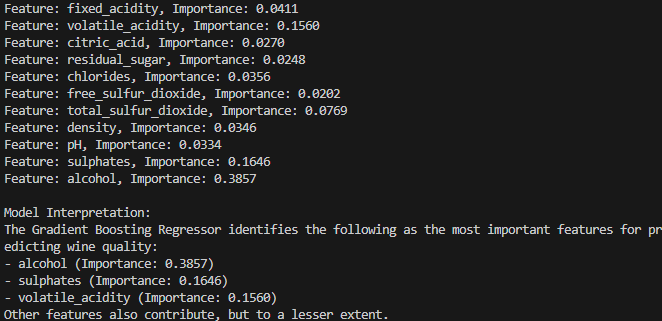 Feature: fixed_acidity, Importance: 0.0411
Feature: volatile_acidity, Importance: 0.1560
Feature: citric_acid, Importance: 0.0270
Feature: residual_sugar, Importance: 0.0248
Feature: chlorides, Importance: 0.0356
Feature: free_sulfur_dioxide, Importance: 0.0202
Feature: total_sulfur_dioxide, Importance: 0.0769
Feature: density, Importance: 0.0346
Feature: pH, Importance: 0.0334
Feature: sulphates, Importance: 0.1646
Feature: alcohol, Importance: 0.3857

Model Interpretation:
The Gradient Boosting Regressor identifies the following as the most important features for pr
edicting wine quality:
- alcohol (Importance: 0.3857)
- sulphates (Importance: 0.1646)
- volatile_acidity (Importance: 0.1560)
Other features also contribute, but to a lesser extent.